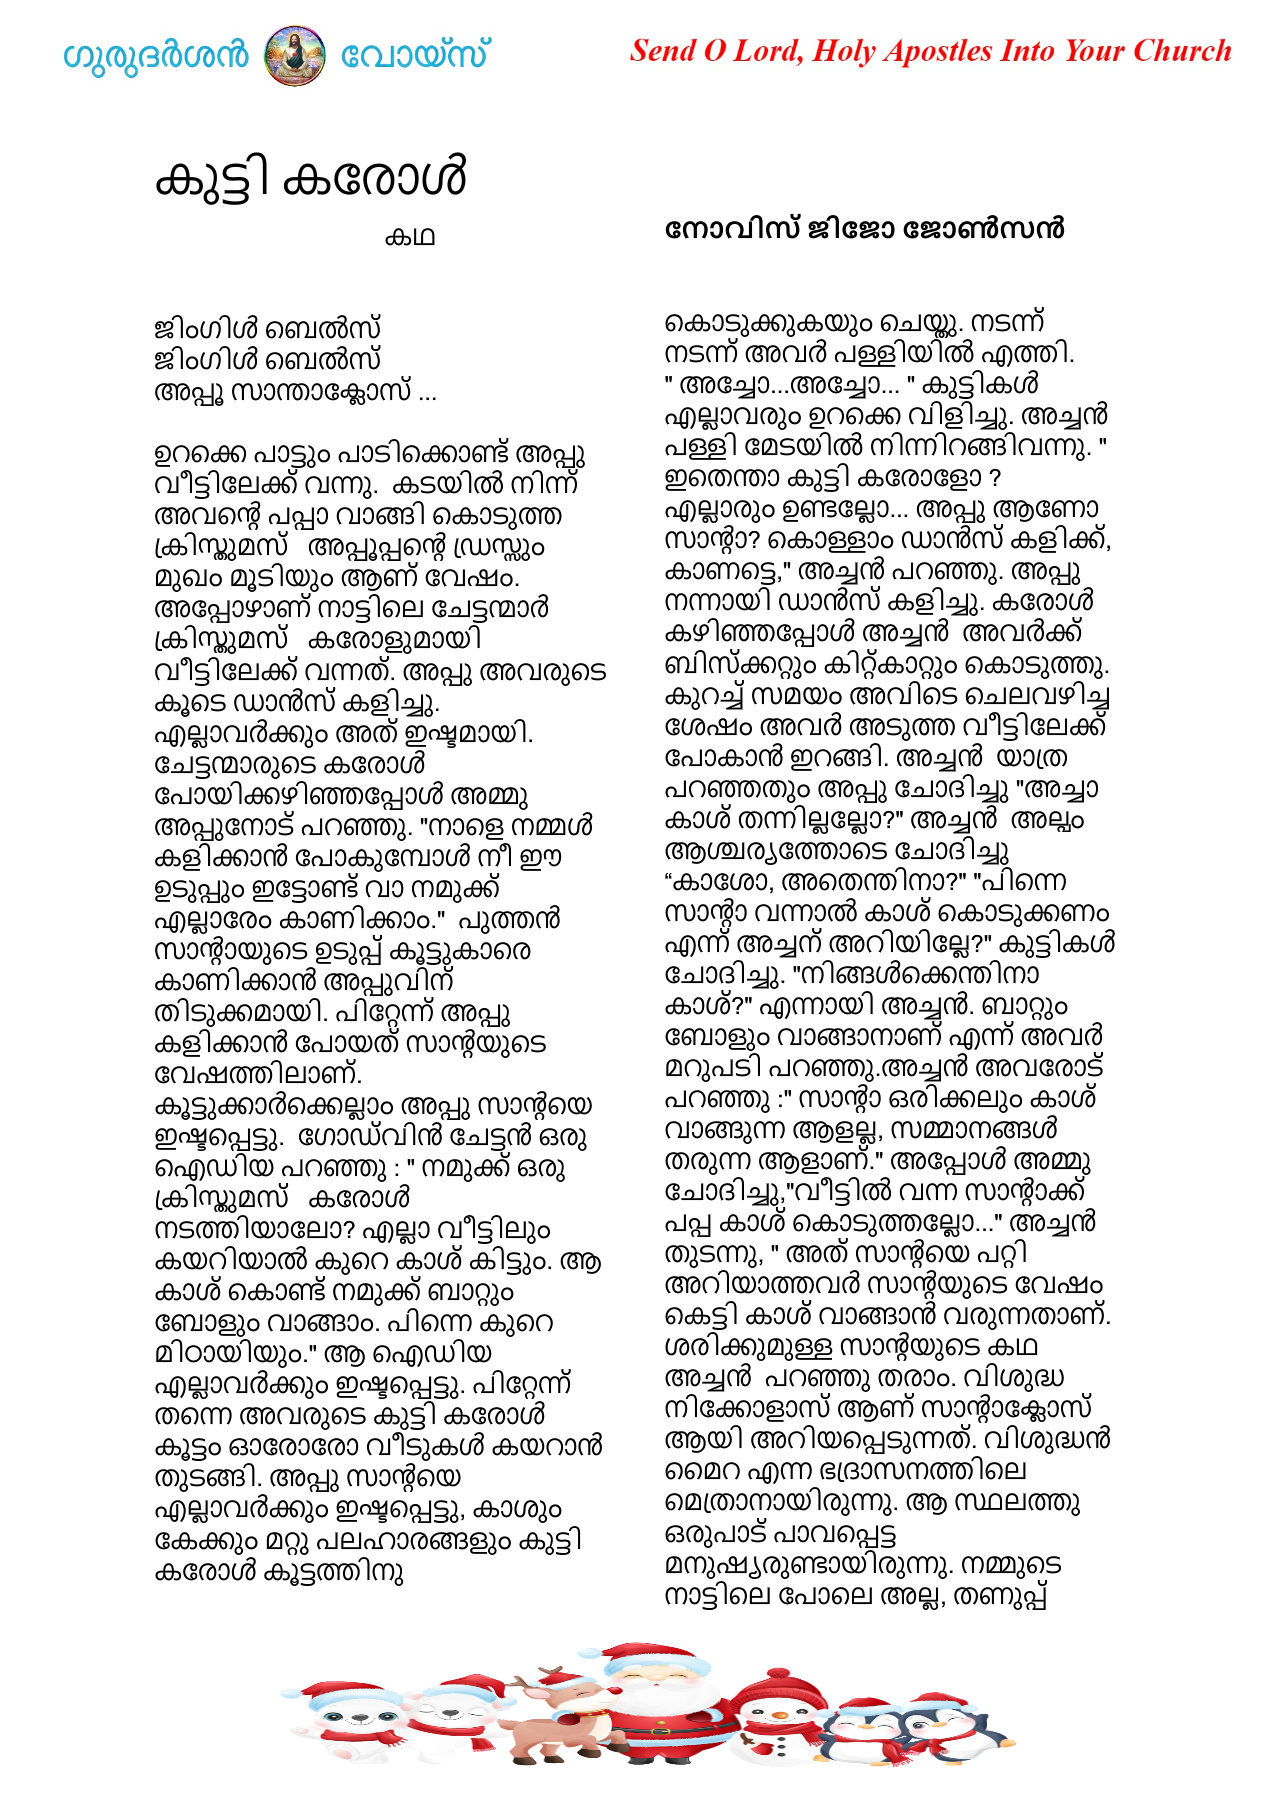 ഗുരുദർശൻ വോയ്സ്
Send O Lord, Holy Apostles Into Your Church
കുട്ടി കരോൾ
കഥ
നോവിസ് ജിജോ ജോൺസൻ
ജിംഗിൾ ബെൽസ്
ജിംഗിൾ ബെൽസ്
അപ്പൂ സാന്താക്ലോസ് ...
ഉറക്കെ പാട്ടും പാടിക്കൊണ്ട് അപ്പു
വീട്ടിലേക്ക് വന്നു. കടയിൽ നിന്ന്
അവന്റെ പപ്പാ വാങ്ങി കൊടുത്ത
ക്രിസ്തുമസ് അപ്പൂപ്പന്റെ ഡ്രസ്സും
മുഖം മൂടിയും ആണ് വേഷം.
അപ്പോഴാണ് നാട്ടിലെ ചേട്ടന്മാർ
ക്രിസ്തുമസ് കരോളുമായി
വീട്ടിലേക്ക് വന്നത്. അപ്പു അവരുടെ
കൂടെ ഡാൻസ് കളിച്ചു.
എല്ലാവർക്കും അത് ഇഷ്ടമായി.
ചേട്ടന്മാരുടെ കരോൾ
പോയിക്കഴിഞ്ഞപ്പോൾ അമ്മു
അപ്പുനോട് പറഞ്ഞു. "നാളെ നമ്മൾ
കളിക്കാൻ പോകുമ്പോൾ നീ ഈ
ഉടുപ്പും ഇട്ടോണ്ട് വാ നമുക്ക്
എല്ലാരേം കാണിക്കാം." പുത്തൻ
സാന്റായുടെ ഉടുപ്പ് കൂട്ടുകാരെ
കാണിക്കാൻ അപ്പുവിന്
തിടുക്കമായി. പിറ്റേന്ന് അപ്പു
കളിക്കാൻ പോയത് സാന്റയുടെ
വേഷത്തിലാണ്.
കൂട്ടുക്കാർക്കെല്ലാം അപ്പു സാന്റയെ
ഇഷ്ടപ്പെട്ടു. ഗോഡ്‌വിൻ ചേട്ടൻ ഒരു
ഐഡിയ പറഞ്ഞു : " നമുക്ക് ഒരു
ക്രിസ്തുമസ് കരോൾ
നടത്തിയാലോ? എല്ലാ വീട്ടിലും
കയറിയാൽ കുറെ കാശ് കിട്ടും. ആ
കാശ് കൊണ്ട് നമുക്ക് ബാറ്റും
ബോളും വാങ്ങാം. പിന്നെ കുറെ
മിഠായിയും." ആ ഐഡിയ
എല്ലാവർക്കും ഇഷ്ടപ്പെട്ടു. പിറ്റേന്ന്
തന്നെ അവരുടെ കുട്ടി കരോൾ
കൂട്ടം ഓരോരോ വീടുകൾ കയറാൻ
തുടങ്ങി. അപ്പു സാന്റയെ
എല്ലാവർക്കും ഇഷ്ടപ്പെട്ടു, കാശും
കേക്കും മറ്റു പലഹാരങ്ങളും കുട്ടി
കരോൾ കൂട്ടത്തിനു
കൊടുക്കുകയും ചെയ്തു. നടന്ന്
നടന്ന് അവർ പള്ളിയിൽ എത്തി.
" അച്ചോ...അച്ചോ... " കുട്ടികൾ
എല്ലാവരും ഉറക്കെ വിളിച്ചു. അച്ചൻ
പള്ളി മേടയിൽ നിന്നിറങ്ങിവന്നു. "
ഇതെന്താ കുട്ടി കരോളോ ?
എല്ലാരും ഉണ്ടല്ലോ... അപ്പു ആണോ
സാന്റാ? കൊള്ളാം ഡാൻസ് കളിക്ക്,
കാണട്ടെ," അച്ചൻ പറഞ്ഞു. അപ്പു
നന്നായി ഡാൻസ് കളിച്ചു. കരോൾ
കഴിഞ്ഞപ്പോൾ അച്ചൻ അവർക്ക്
ബിസ്ക്കറ്റും കിറ്റ്കാറ്റും കൊടുത്തു.
കുറച്ച് സമയം അവിടെ ചെലവഴിച്ച
ശേഷം അവർ അടുത്ത വീട്ടിലേക്ക്
പോകാൻ ഇറങ്ങി. അച്ചൻ യാത്ര
പറഞ്ഞതും അപ്പു ചോദിച്ചു "അച്ചാ
കാശ് തന്നില്ലല്ലോ?" അച്ചൻ അല്പം
ആശ്ചര്യത്തോടെ ചോദിച്ചു
“കാശോ, അതെന്തിനാ?" "പിന്നെ
സാന്റാ വന്നാൽ കാശ് കൊടുക്കണം
എന്ന് അച്ചന് അറിയില്ലേ?" കുട്ടികൾ
ചോദിച്ചു. "നിങ്ങൾക്കെന്തിനാ
കാശ്?" എന്നായി അച്ചൻ. ബാറ്റും
ബോളും വാങ്ങാനാണ് എന്ന് അവർ
മറുപടി പറഞ്ഞു.അച്ചൻ അവരോട്
പറഞ്ഞു :" സാന്റാ ഒരിക്കലും കാശ്
വാങ്ങുന്ന ആളല്ല, സമ്മാനങ്ങൾ
തരുന്ന ആളാണ്." അപ്പോൾ അമ്മു
ചോദിച്ചു,"വീട്ടിൽ വന്ന സാന്റാക്ക്
പപ്പ കാശ് കൊടുത്തല്ലോ..." അച്ചൻ
തുടന്നു, " അത് സാന്റയെ പറ്റി
അറിയാത്തവർ സാന്റയുടെ വേഷം
കെട്ടി കാശ് വാങ്ങാൻ വരുന്നതാണ്.
ശരിക്കുമുള്ള സാന്റയുടെ കഥ
അച്ചൻ പറഞ്ഞു തരാം. വിശുദ്ധ
നിക്കോളാസ് ആണ് സാന്റാക്ലോസ്
ആയി അറിയപ്പെടുന്നത്. വിശുദ്ധൻ
മൈറ എന്ന ഭദ്രാസനത്തിലെ
മെത്രാനായിരുന്നു. ആ സ്ഥലത്തു
ഒരുപാട് പാവപ്പെട്ട
മനുഷ്യരുണ്ടായിരുന്നു. നമ്മുടെ
നാട്ടിലെ പോലെ അല്ല, തണുപ്പ്